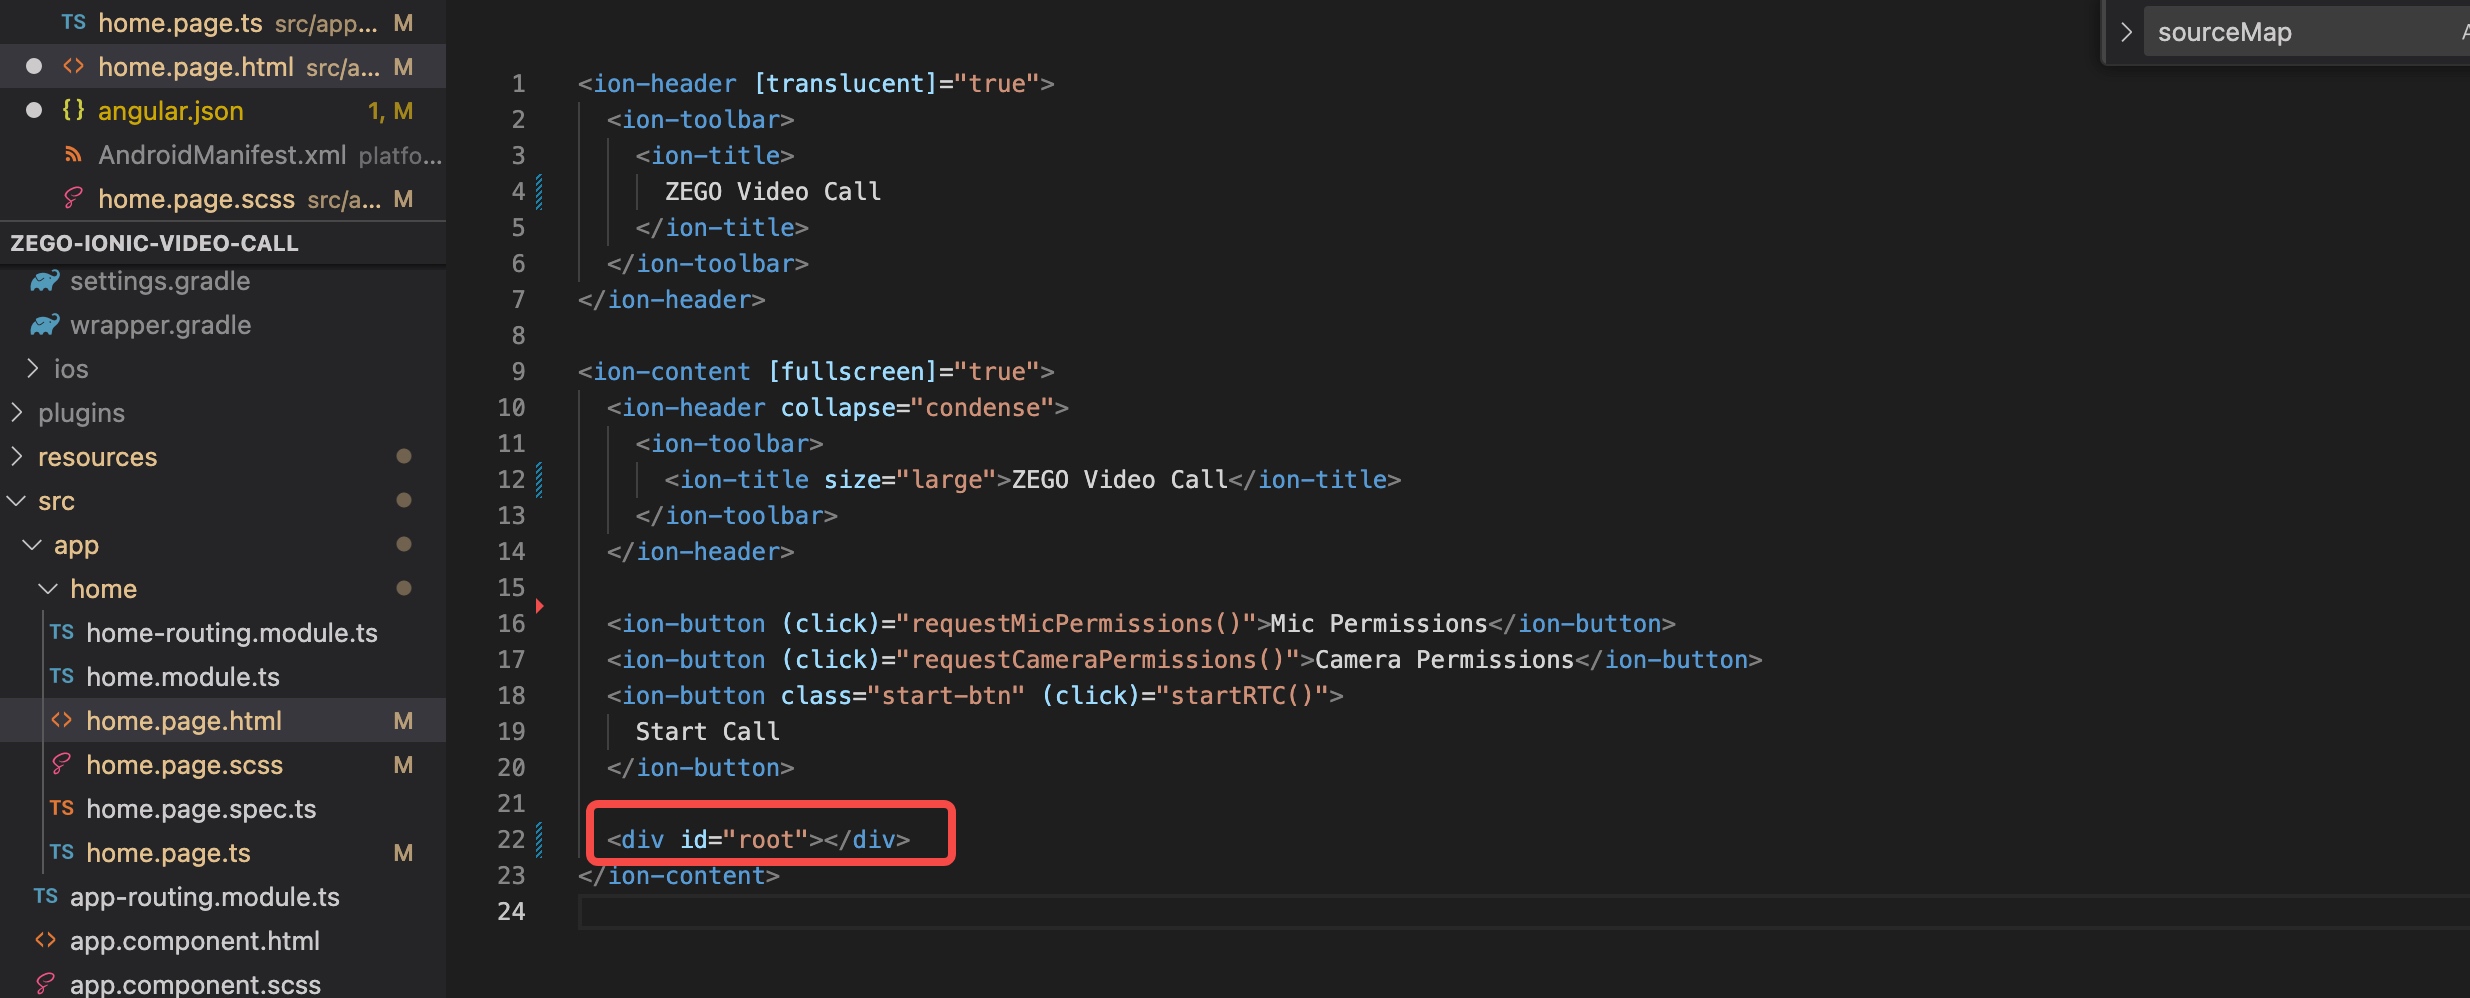 TS home.page.ts src/app... M
<> home.page.html src/a... M
{} angular.json 1, M
AndroidManifest.xml platfo...
home.page.scss src/a... M
ZEGO-IONIC-VIDEO-CALL
settings.gradle
wrapper.gradle
ios
plugins
resources
src
app
home
TS home-routing.module.ts
TS home.module.ts
<> home.page.html M
home.page.scss M
TS home.page.spec.ts
TS home.page.ts M
TS app-routing.module.ts
<> app.component.html
app.component.scss
sourceMap
1 <ion-header [translucent]="true">
2 <ion-toolbar>
3 <ion-title>
4 ZEGO Video Call
5 </ion-title>
6 </ion-toolbar>
7 </ion-header>
8
9 <ion-content [fullscreen]="true">
10 <ion-header collapse="condense">
11 <ion-toolbar>
12 <ion-title size="large">ZEGO Video Call</ion-title>
13 </ion-toolbar>
14 </ion-header>
15
16 <ion-button (click)="requestMicPermissions()">Mic Permissions</ion-button>
17 <ion-button (click)="requestCameraPermissions()">Camera Permissions</ion-button>
18 <ion-button class="start-btn" (click)="startRTC()">
19 Start Call
20 </ion-button>
21
22 <div id="root"></div>
23 </ion-content>
24